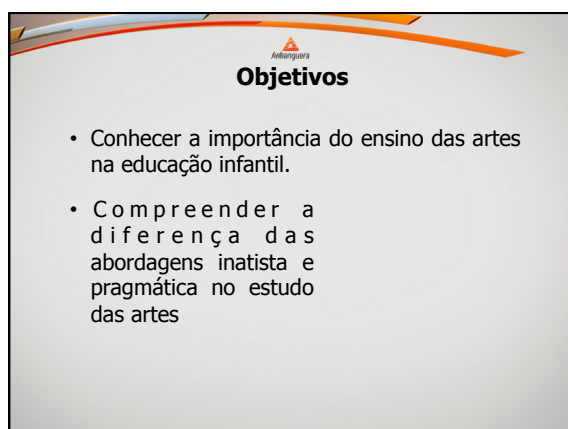 Anhanguera
Objetivos
• Conhecer a importância do ensino das artes
na educação infantil.
• Compreender a
diferença das
abordagens inatista e
pragmática no estudo
das artes